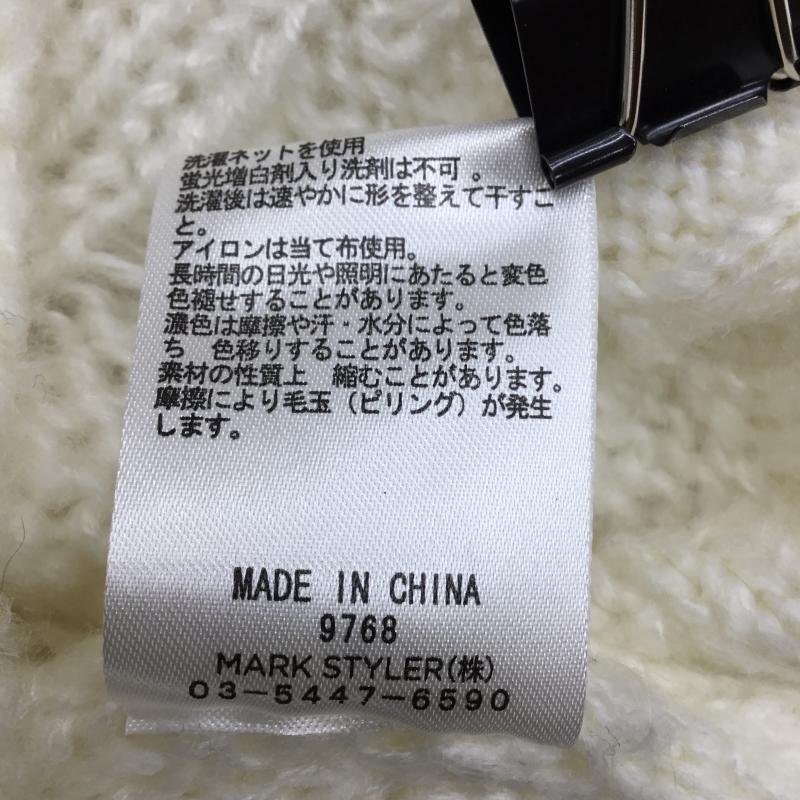 洗濯ネットを使用
蛍光増白剤入り洗剤は不可 。
洗濯後は速やかに形を整えて干すこ
と。
アイロンは当て布使用。
長時間の日光や照明にあたると変色
色褪せすることがあります。
濃色は摩擦や汗・水分によって色落
ち　色移りすることがあります。
素材の性質上　縮むことがあります。
摩擦により毛玉（ピリング）が発生
します。
MADE IN CHINA
9768
MARK STYLER(株)
03-5447-6590